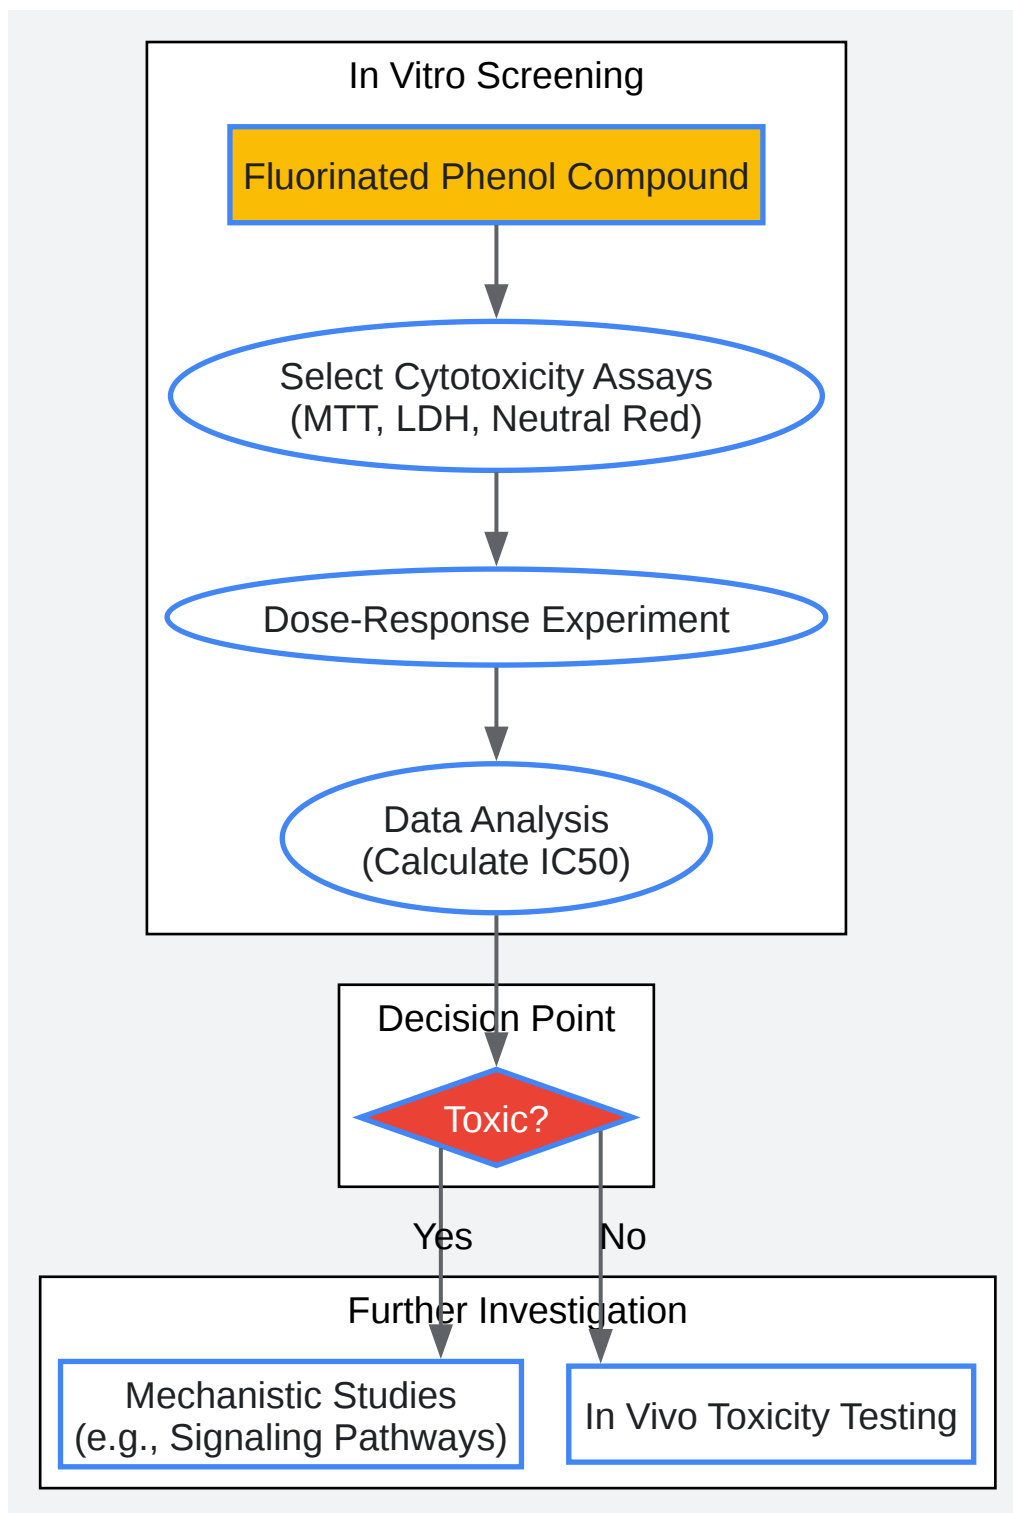 In Vitro Screening
Fluorinated Phenol Compound
Select Cytotoxicity Assays
(MTT, LDH, Neutral Red)
Dose-Response Experiment
Data Analysis
(Calculate IC50)
Decision Point
Toxic?
Yes
No
Further Investigation
Mechanistic Studies
(e.g., Signaling Pathways)
In Vivo Toxicity Testing